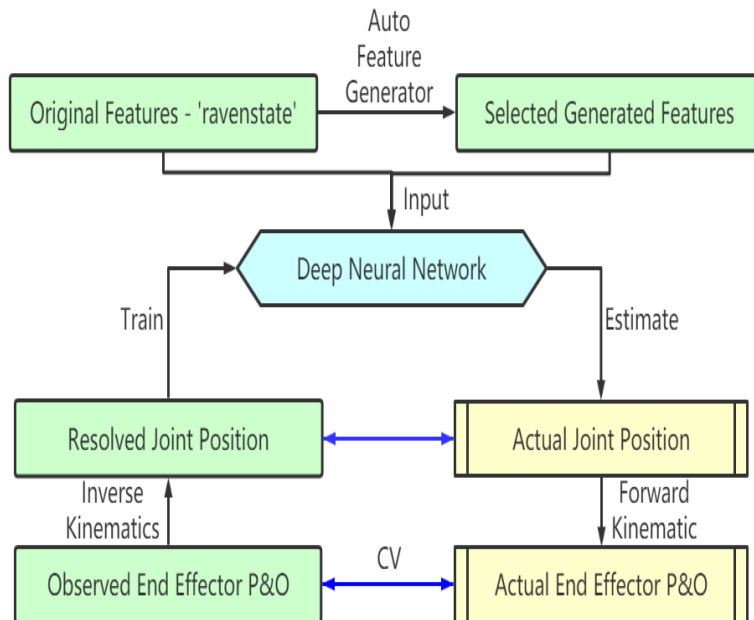 Auto
Feature
Generator
Original Features - 'ravenstate'
Selected Generated Features
Input
Deep Neural Network
Train
Estimate
Resolved Joint Position
Actual Joint Position
Inverse
Kinematics
Forward
Kinematic
Observed End Effector P&O
CV
Actual End Effector P&O